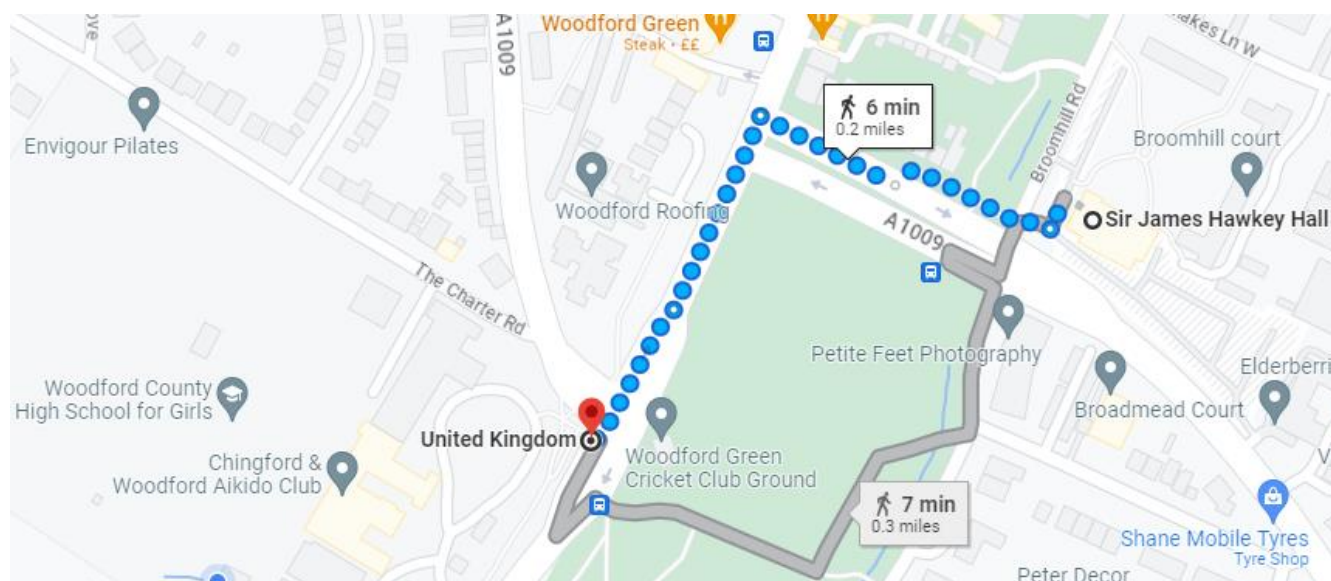 Woodford Green
Steak • ££
A1009
Envigour Pilates
6 min
0.2 miles
Broomhill Rd
Broomhill court
Woodford Roofing
Sir James Hawkey Hall
A1009
The Charter Rd
Petite Feet Photography
Woodford County
High School for Girls
Elderberri
Broadmead Court
United Kingdom
Woodford Green
Cricket Club Ground
Chingford &
Woodford Aikido Club
7 min
0.3 miles
Shane Mobile Tyres
Tyre Shop
Peter Decor